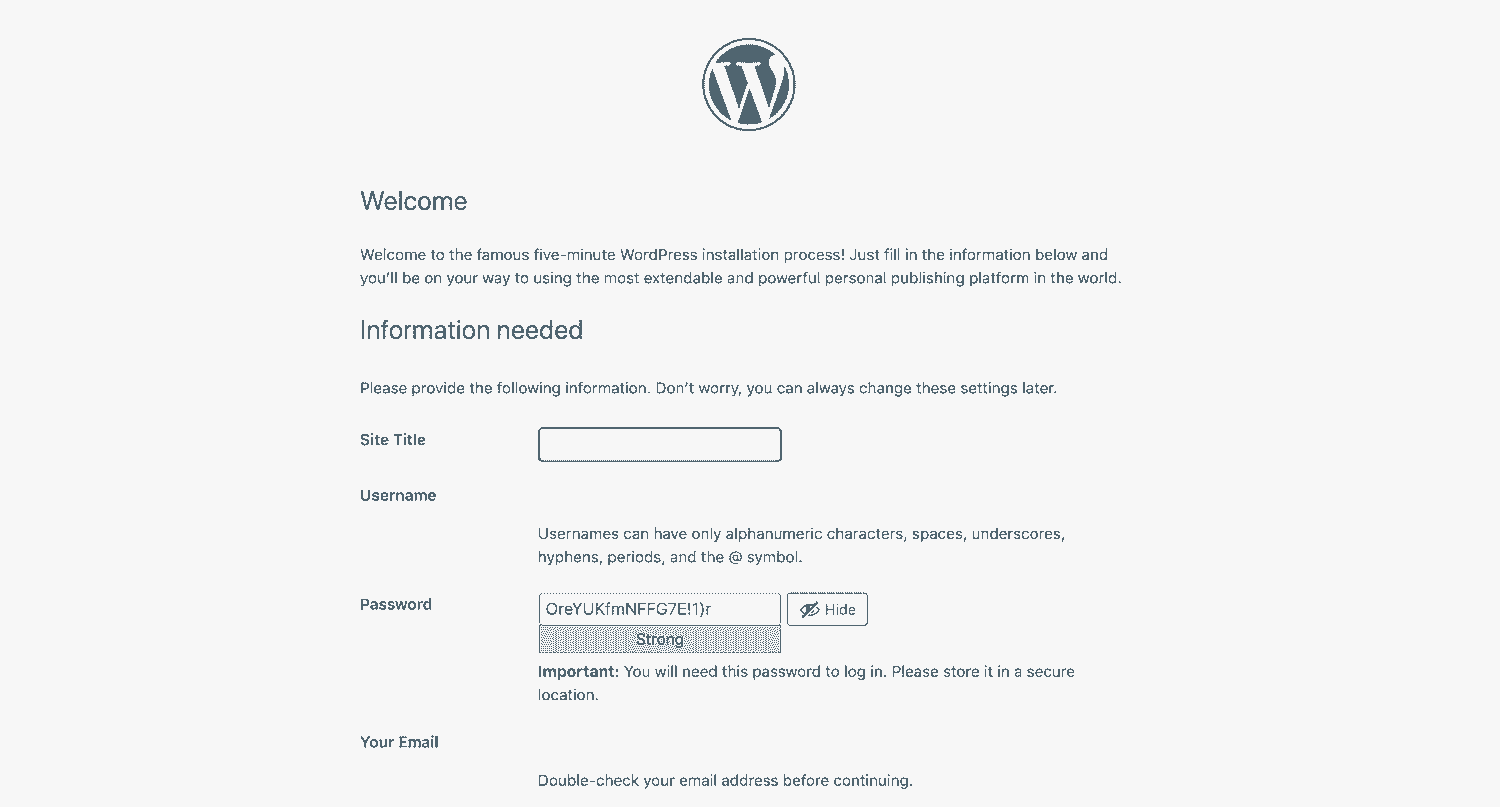 W
Welcome
Welcome to the famous five-minute WordPress installation process! Just fill in the information below and
you'll be on your way to using the most extendable and powerful personal publishing platform in the world.
Information needed
Please provide the following information. Don't worry, you can always change these settings later.
Site Title
Username
Usernames can have only alphanumeric characters, spaces, underscores,
hyphens, periods, and the @ symbol.
Password OreYUKfmNFFG7E!1)r Hide
Strong
Important: You will need this password to log in. Please store it in a secure
location.
Your Email
Double-check your email address before continuing.